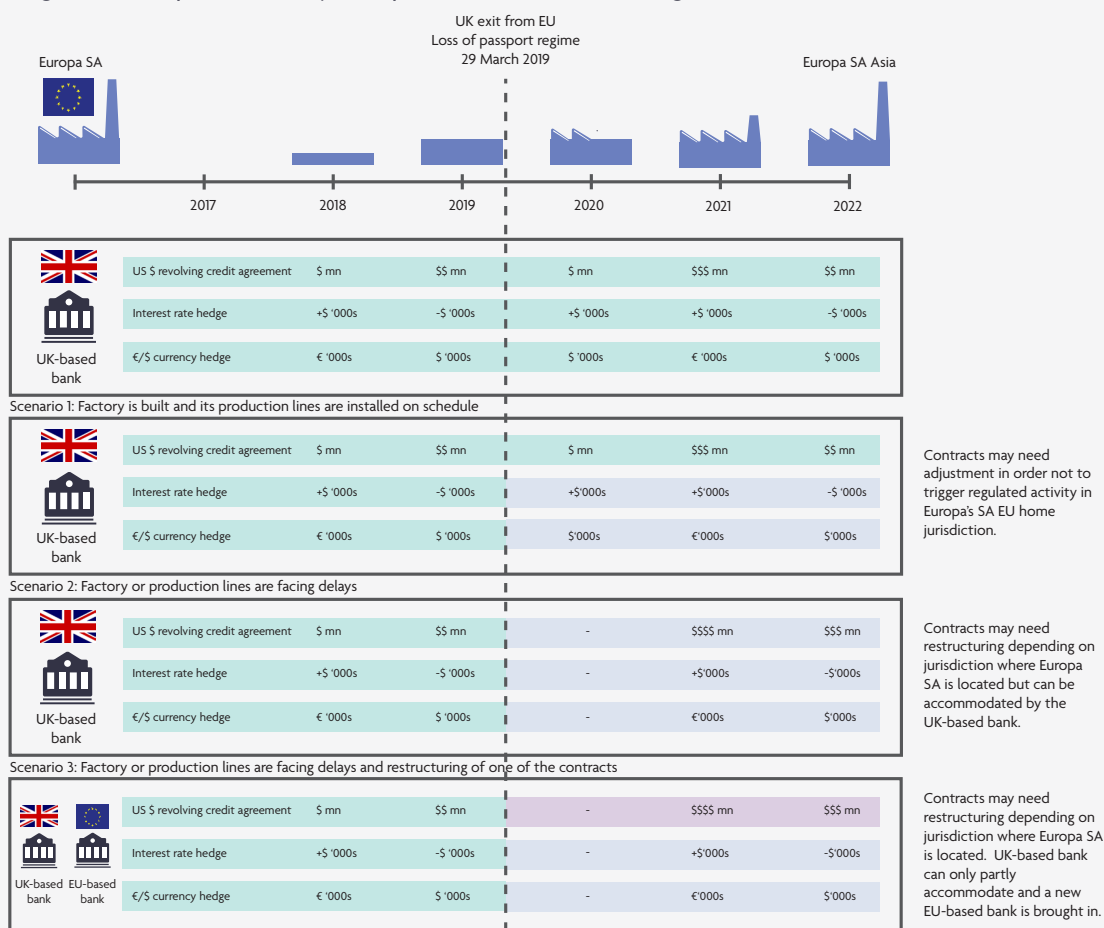 UK exit from EU
Loss of passport regime
29 March 2019
Europa SA
Europa SA Asia
2017 2018 2019 2020 2021 2022
US $ revolving credit agreement $ mn $$ mn $ mn $$$ mn $$ mn
Interest rate hedge +$ '000s -$ '000s +$ '000s +$ '000s -$ '000s
€/$ currency hedge € '000s $ '000s $ '000s € '000s $ '000s
UK-based
bank
Scenario 1: Factory is built and its production lines are installed on schedule
US $ revolving credit agreement $ mn $$ mn $ mn $$$ mn $$ mn
Interest rate hedge +$ '000s -$ '000s +$'000s +$'000s -$ '000s
€/$ currency hedge € '000s $ '000s $'000s €'000s $'000s
UK-based
bank
Contracts may need
adjustment in order not to
trigger regulated activity in
Europa's SA EU home
jurisdiction.
Scenario 2: Factory or production lines are facing delays
US $ revolving credit agreement $ mn $$ mn - $$$$ mn $$$ mn
Interest rate hedge +$ '000s -$ '000s - +$'000s -$'000s
€/$ currency hedge € '000s $ '000s - €'000s $'000s
UK-based
bank
Contracts may need
restructuring depending on
jurisdiction where Europa
SA is located but can be
accommodated by the
UK-based bank.
Scenario 3: Factory or production lines are facing delays and restructuring of one of the contracts
US $ revolving credit agreement $ mn $$ mn - $$$$ mn $$$ mn
Interest rate hedge +$ '000s -$ '000s - +$'000s -$'000s
€/$ currency hedge € '000s $ '000s - €'000s $'000s
UK-based EU-based
bank bank
Contracts may need
restructuring depending on
jurisdiction where Europa SA
is located. UK-based bank
can only partly
accommodate and a new
EU-based bank is brought in.